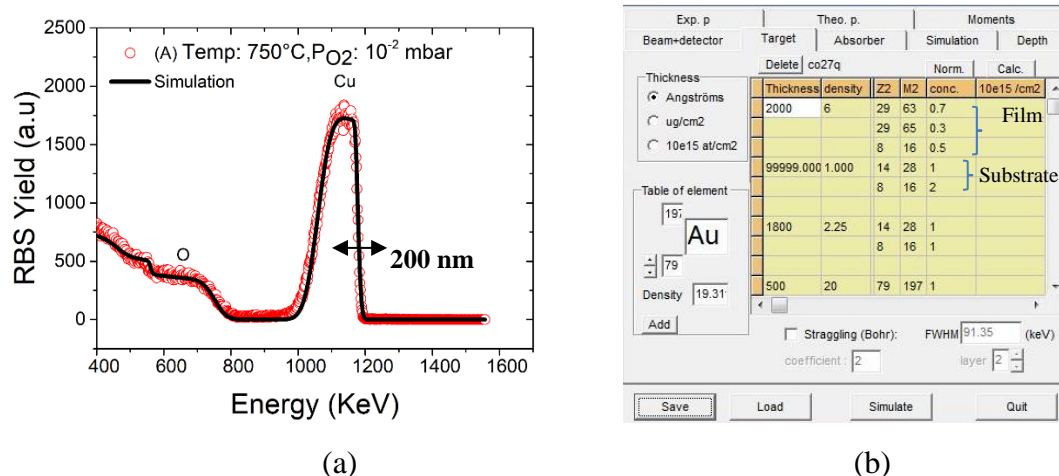 (A) Temp: 750°C,P_O2: 10^-2 mbar
Simulation
Cu
O
200 nm
RBS Yield (a.u)
2500
2250
2000
1750
1500
1250
1000
750
500
250
0
400 600 800 1000 1200 1400 1600
Energy (KeV)
(a)
Exp. p Theo. p. Moments
Beam+detector Target Absorber Simulation Depth
Delete co27q Norm. Calc.
Thickness
Angströms
ug/cm2
10e15 at/cm2
Table of element
197
Au
79
Density 19.31
Add
Thickness density Z2 M2 conc. 10e15 /cm2
2000 6 29 63 0.7
29 65 0.3
8 16 0.5
Film
99999.000 1.000 14 28 1
8 16 2
Substrate
1800 2.25 14 28 1
8 16 1
500 20 79 197 1
Straggling (Bohr): FWHM 91.35 (keV)
coefficient : 2 layer 2
Save Load Simulate Quit
(b)